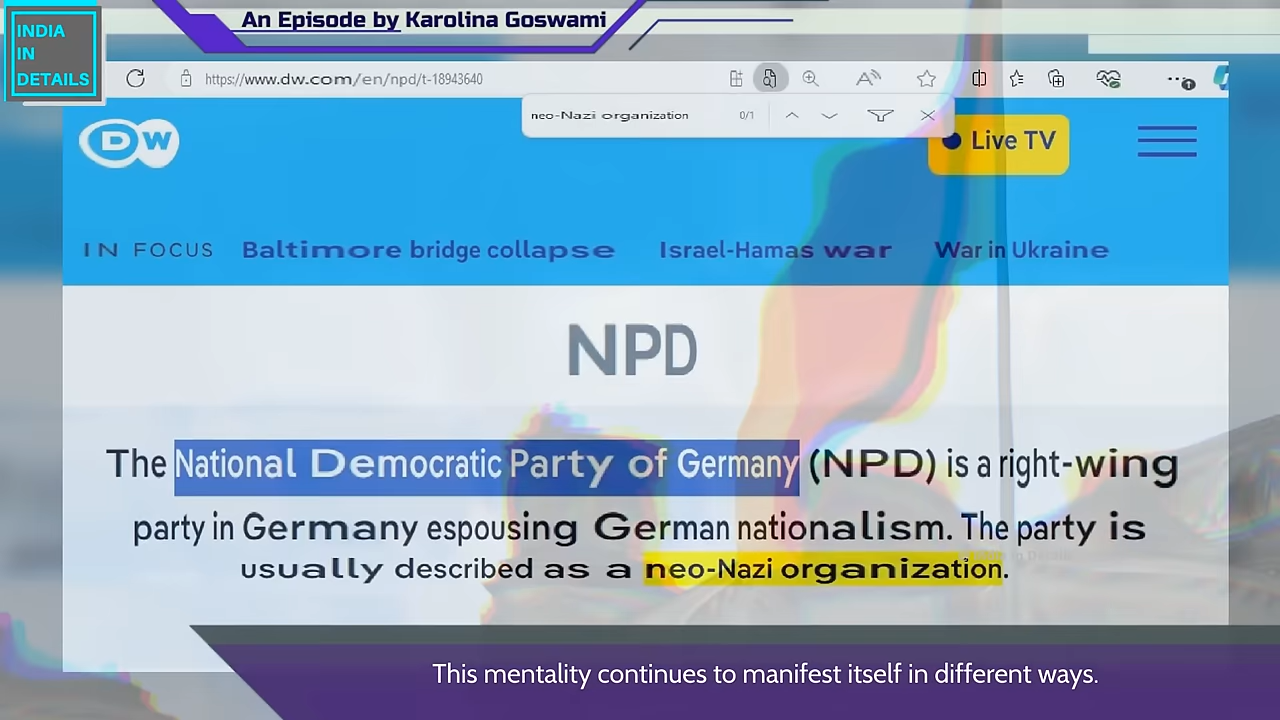 An Episode by Karolina Goswami
INDIA
IN
DETAILS
https://www.dw.com/en/npd/t-18943640
neo-Nazi organization 0/1
DW
Live TV
IN FOCUS Baltimore bridge collapse Israel-Hamas war War in Ukraine
NPD
The National Democratic Party of Germany (NPD) is a right-wing
party in Germany espousing German nationalism. The party is
usually described as a neo-Nazi organization.
This mentality continues to manifest itself in different ways.